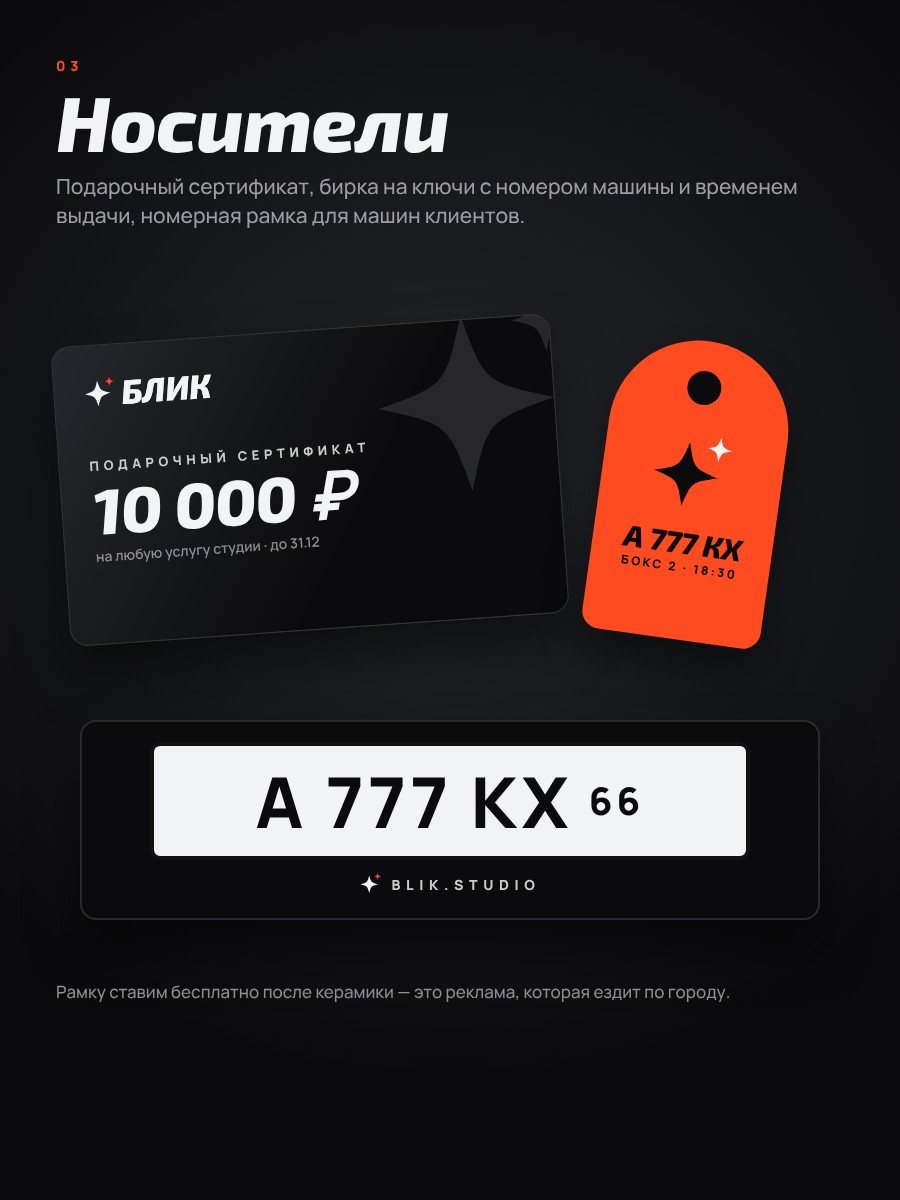 03
Носители
Подарочный сертификат, бирка на ключи с номером машины и временем
выдачи, номерная рамка для машин клиентов.
БЛИК
ПОДАРОЧНЫЙ СЕРТИФИКАТ
10 000 ₽
на любую услугу студии · до 31.12
А 777 КХ
БОКС 2 · 18:30
А 777 КХ 66
BLIK.STUDIO
Рамку ставим бесплатно после керамики — это реклама, которая ездит по городу.